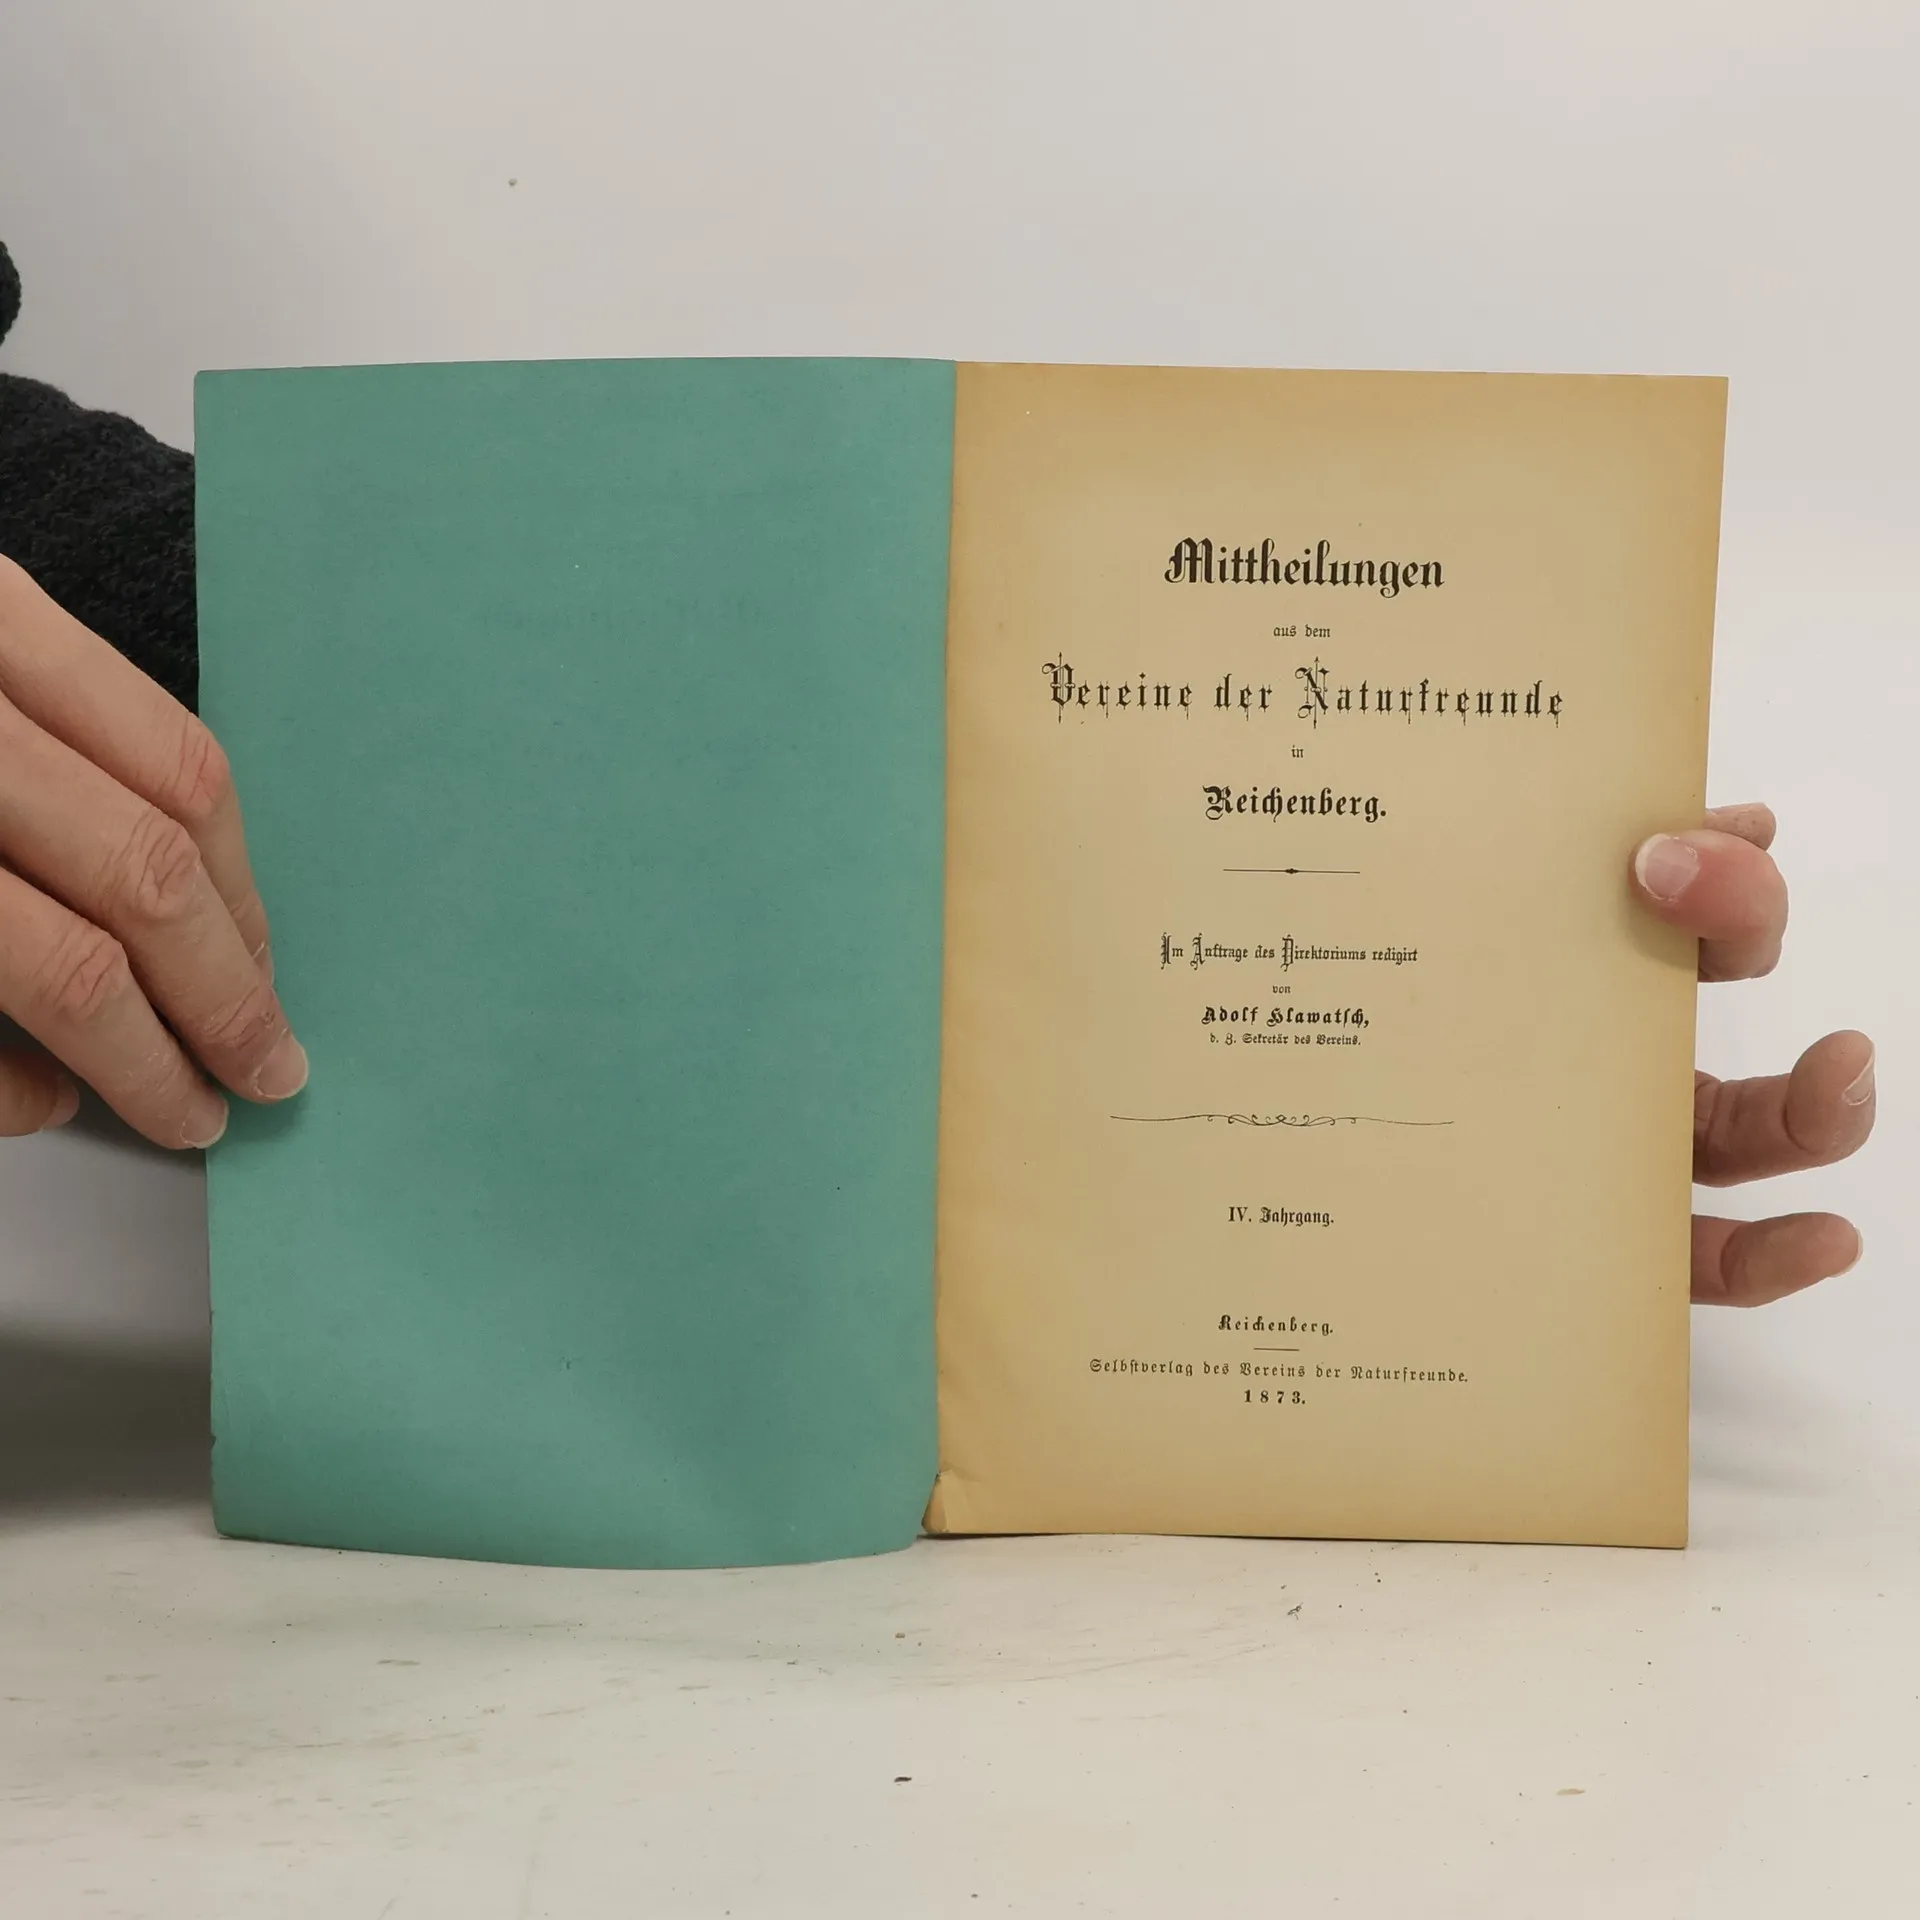 Mittheilungen
aus dem
Vereine der Naturfreunde
in
Reichenberg.
Im Auftrage des Direktoriums redigirt
von
Adolf Hlawatsch,
d. Z. Sekretär des Vereins.
IV. Jahrgang.
Reichenberg.
Selbstverlag des Vereins der Naturfreunde.
1873.